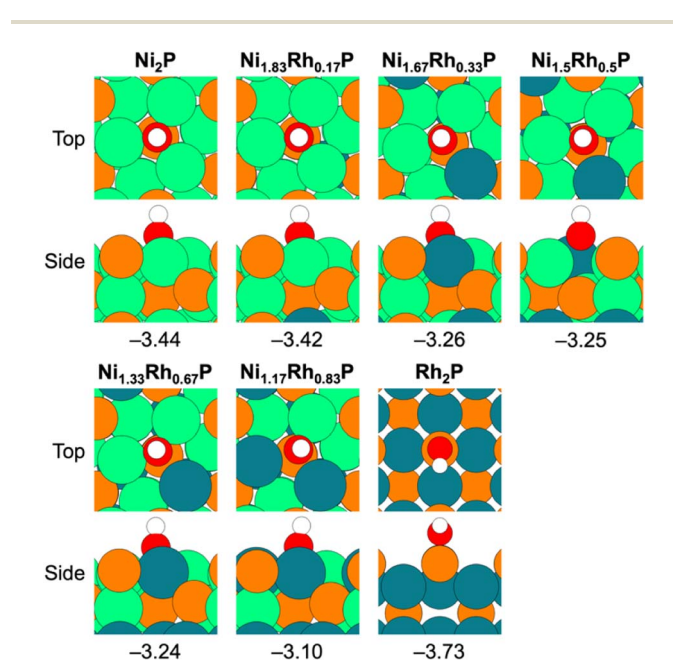 Ni₂P Ni₁.₈₃Rh₀.₁₇P Ni₁.₆₇Rh₀.₃₃P Ni₁.₅Rh₀.₅P
Top
Side
–3.44 –3.42 –3.26 –3.25
Ni₁.₃₃Rh₀.₆₇P Ni₁.₁₇Rh₀.₈₃P Rh₂P
Top
Side
–3.24 –3.10 –3.73